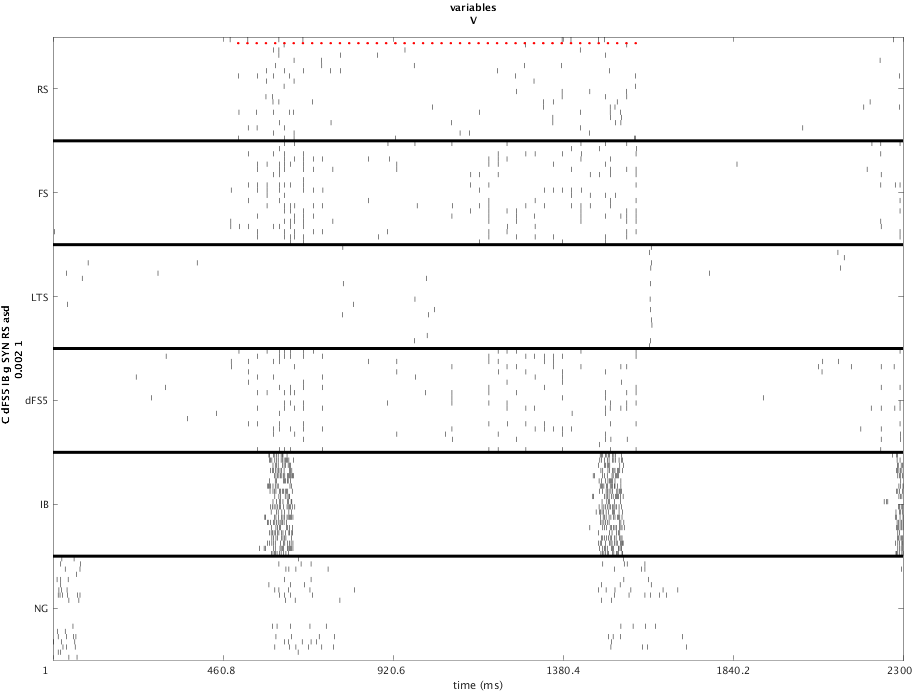 variables
V
RS
FS
LTS
dFS5
IB
NG
C dFS5 IB g SYN RS asd
0.002 1
1
460.8
920.6
1380.4
1840.2
2300
time (ms)